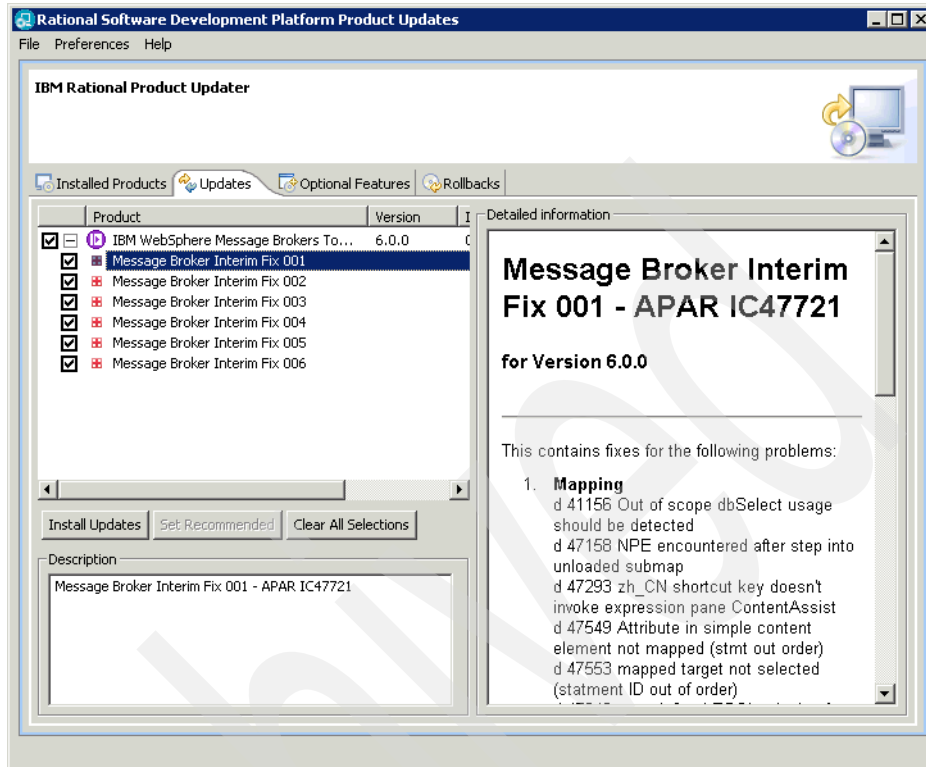 Rational Software Development Platform Product Updates
File Preferences Help
IBM Rational Product Updater
Installed Products Updates Optional Features Rollbacks
Product Version I
IBM WebSphere Message Brokers To... 6.0.0
Message Broker Interim Fix 001
Message Broker Interim Fix 002
Message Broker Interim Fix 003
Message Broker Interim Fix 004
Message Broker Interim Fix 005
Message Broker Interim Fix 006
Install Updates Set Recommended Clear All Selections
Description
Message Broker Interim Fix 001 - APAR IC47721
Detailed information
Message Broker Interim
Fix 001 - APAR IC47721
for Version 6.0.0
This contains fixes for the following problems:
1. Mapping
d 41156 Out of scope dbSelect usage
should be detected
d 47158 NPE encountered after step into
unloaded submap
d 47293 zh_CN shortcut key doesn't
invoke expression pane ContentAssist
d 47549 Attribute in simple content
element not mapped (stmt out order)
d 47553 mapped target not selected
(statment ID out of order)